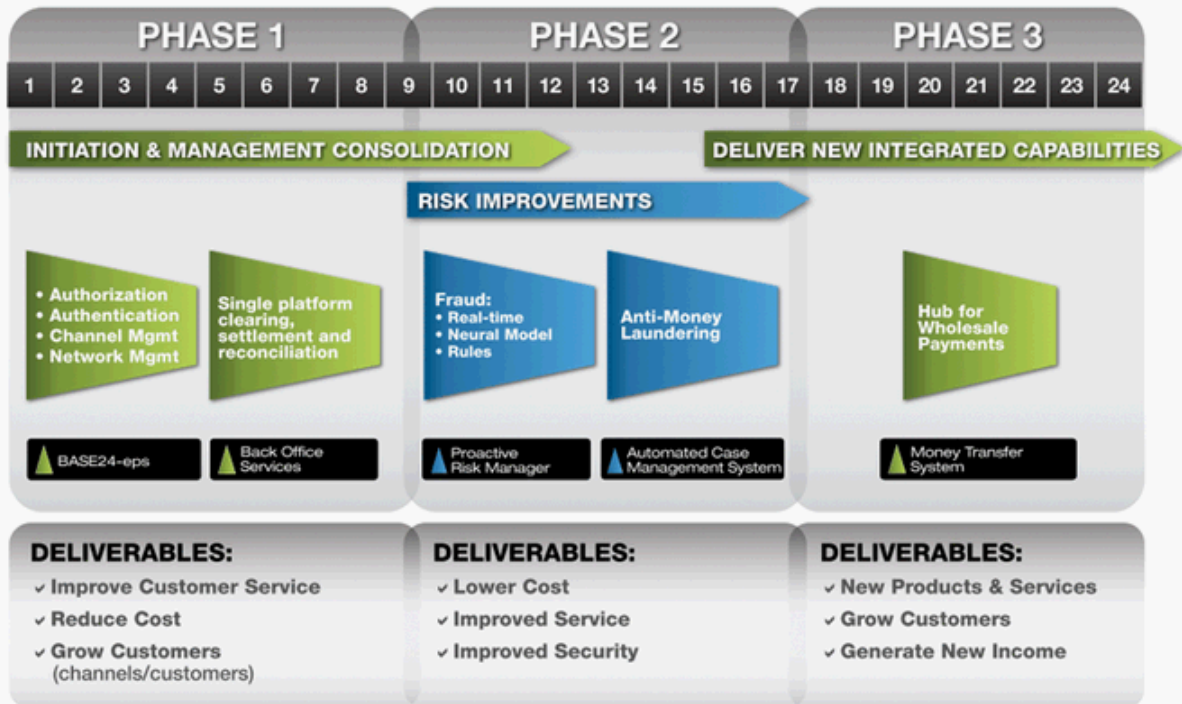 PHASE 1
PHASE 2
PHASE 3
1 2 3 4 5 6 7 8 9 10 11 12 13 14 15 16 17 18 19 20 21 22 23 24
INITIATION & MANAGEMENT CONSOLIDATION
DELIVER NEW INTEGRATED CAPABILITIES
RISK IMPROVEMENTS
• Authorization
• Authentication
• Channel Mgmt
• Network Mgmt
Single platform
clearing,
settlement and
reconciliation
Fraud:
• Real-time
• Neural Model
• Rules
Anti-Money
Laundering
Hub for
Wholesale
Payments
BASE24-eps
Back Office
Services
Proactive
Risk Manager
Automated Case
Management System
Money Transfer
System
DELIVERABLES:
✓ Improve Customer Service
✓ Reduce Cost
✓ Grow Customers
(channels/customers)
DELIVERABLES:
✓ Lower Cost
✓ Improved Service
✓ Improved Security
DELIVERABLES:
✓ New Products & Services
✓ Grow Customers
✓ Generate New Income